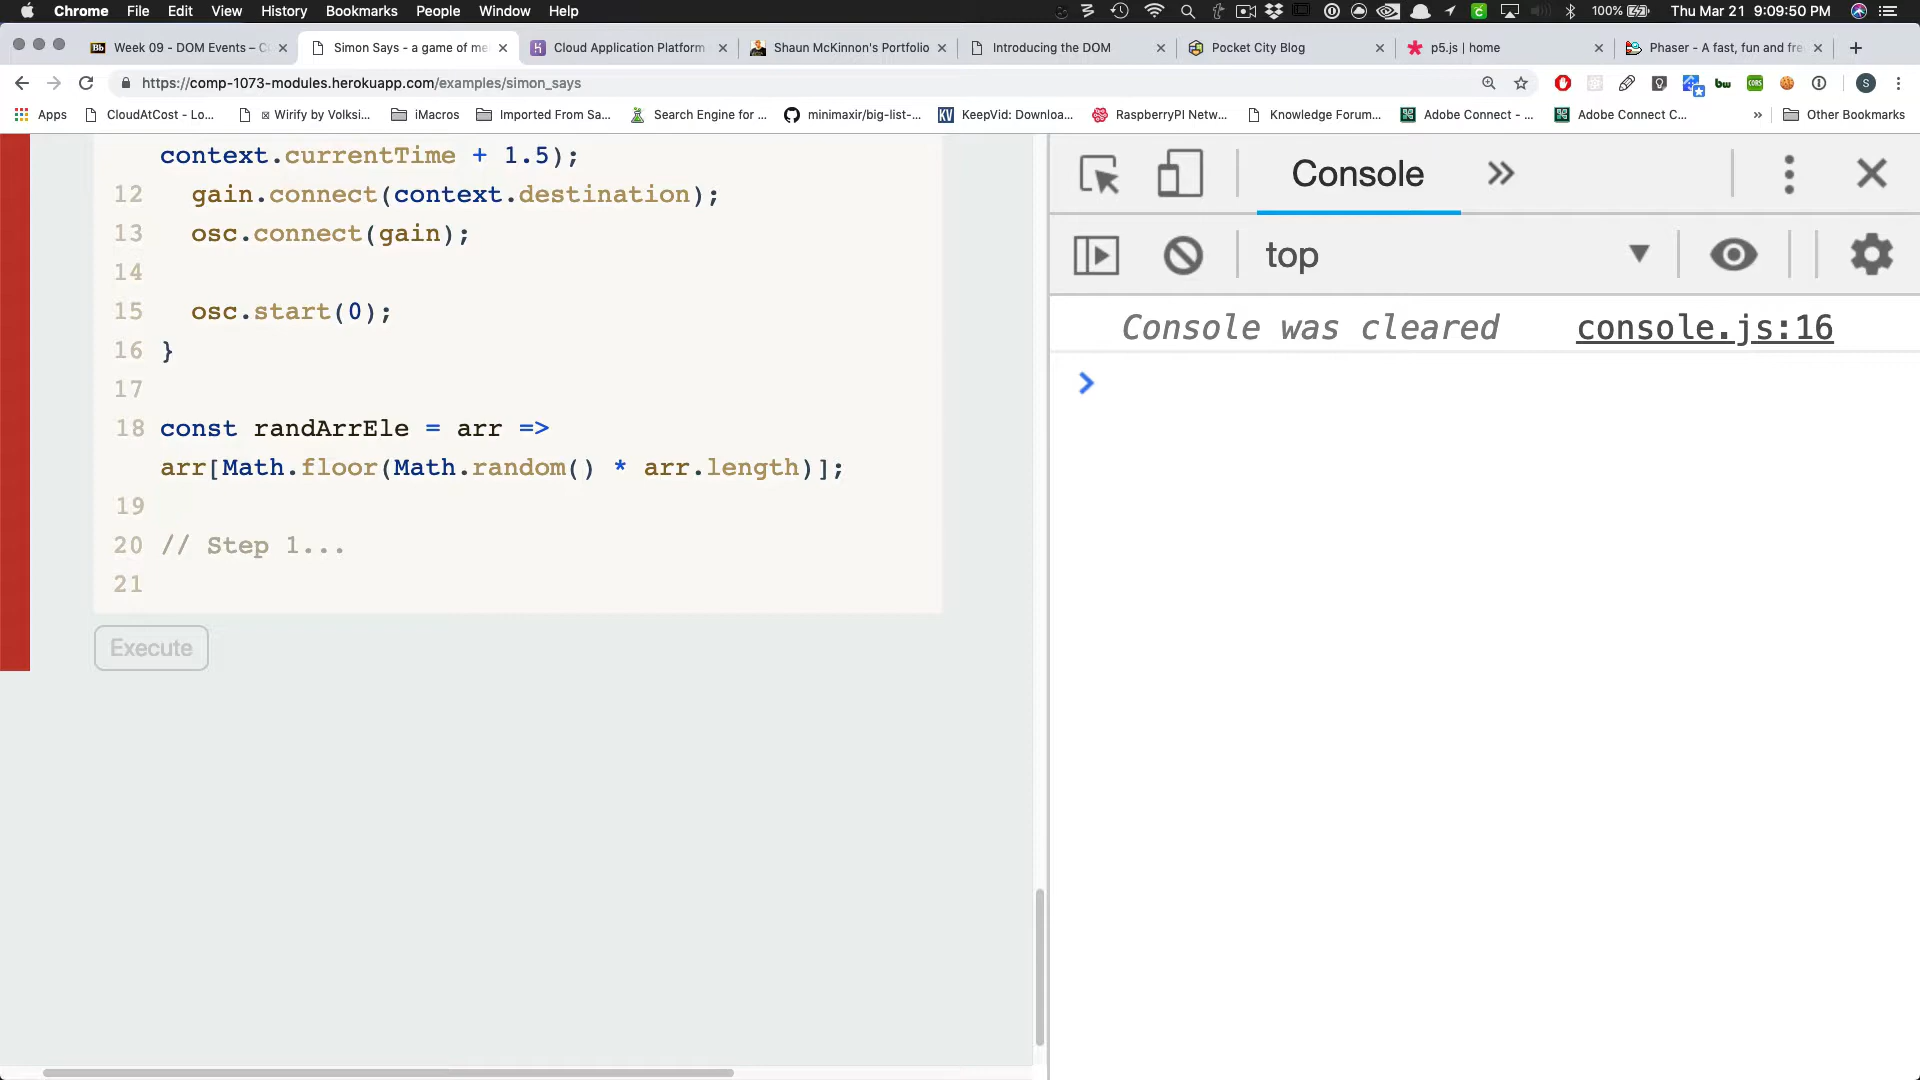 Chrome File Edit View History Bookmarks People Window Help 100% Thu Mar 21 9:09:50 PM
Week 09 - DOM Events – C
Simon Says - a game of me
Cloud Application Platform
Shaun McKinnon's Portfolio
Introducing the DOM
Pocket City Blog
p5.js | home
Phaser - A fast, fun and fre
https://comp-1073-modules.herokuapp.com/examples/simon_says
Apps CloudAtCost - Lo... Wirify by Volksi... iMacros Imported From Sa... Search Engine for ... minimaxir/big-list-... KeepVid: Downloa... RaspberryPI Netw... Knowledge Forum... Adobe Connect - ... Adobe Connect C... » Other Bookmarks
context.currentTime + 1.5);
12 gain.connect(context.destination);
13 osc.connect(gain);
14
15 osc.start(0);
16 }
17
18 const randArrEle = arr =>
arr[Math.floor(Math.random() * arr.length)];
19
20 // Step 1...
21
Execute
Console
top
Console was cleared console.js:16